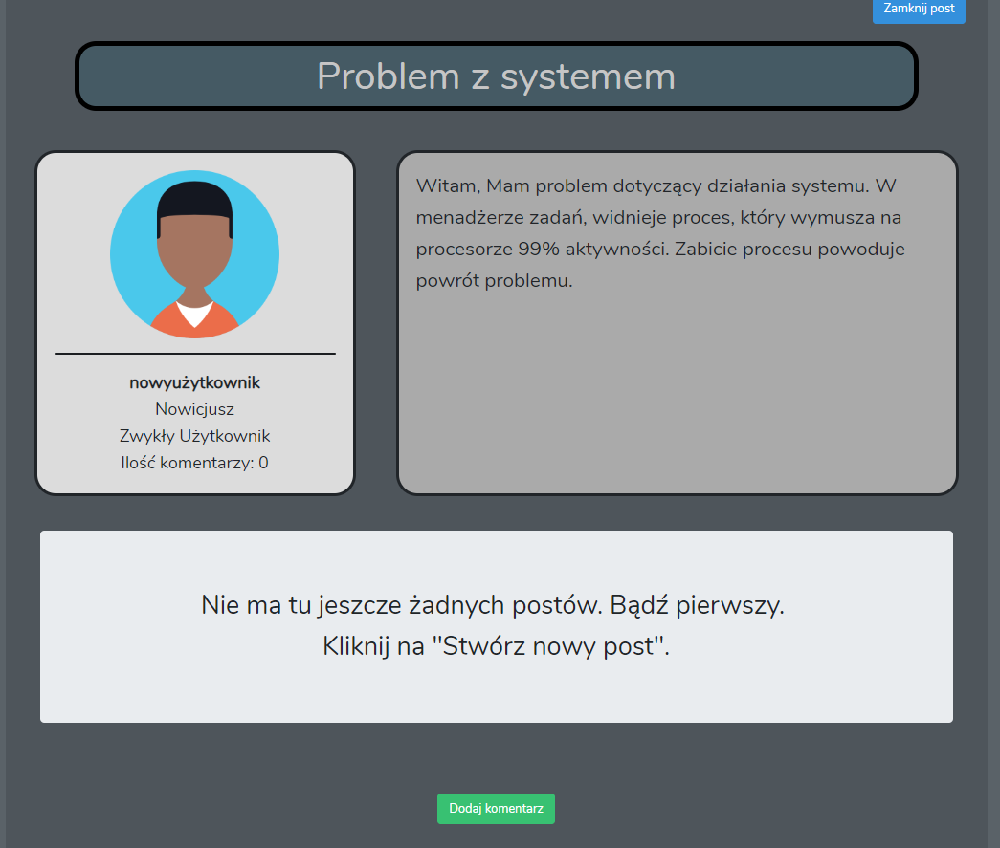 Zamknij post
Problem z systemem
Witam, Mam problem dotyczący działania systemu. W
menadżerze zadań, widnieje proces, który wymusza na
procesorze 99% aktywności. Zabicie procesu powoduje
powrót problemu.
nowyużytkownik
Nowicjusz
Zwykły Użytkownik
Ilość komentarzy: 0
Nie ma tu jeszcze żadnych postów. Bądź pierwszy.
Kliknij na "Stwórz nowy post".
Dodaj komentarz